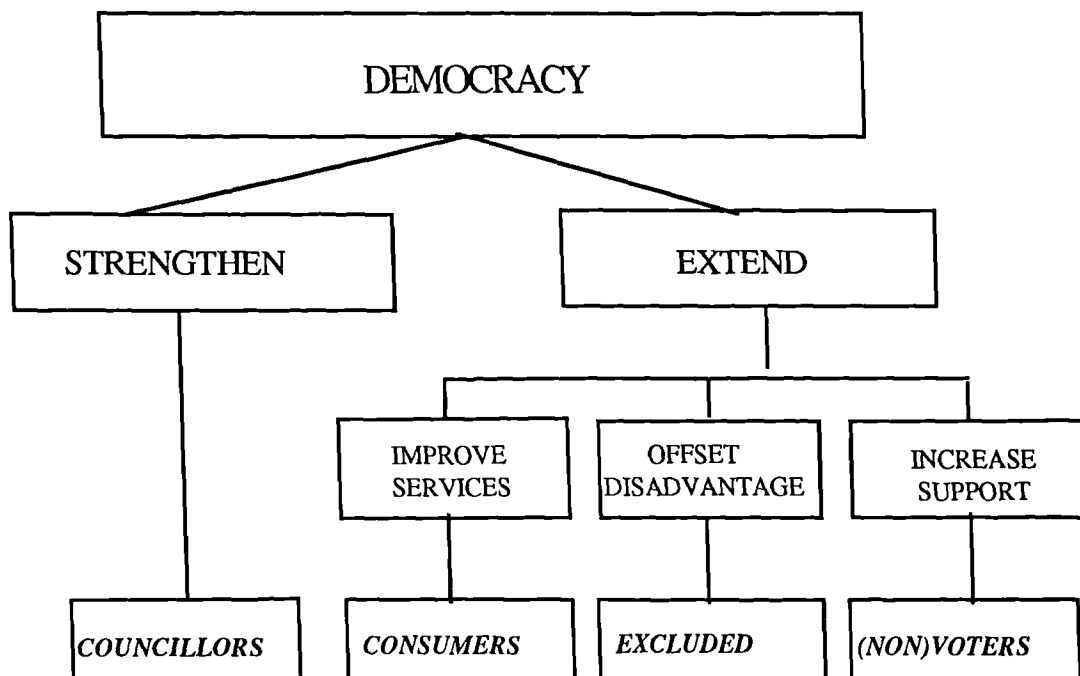 DEMOCRACY
STRENGTHEN
EXTEND
IMPROVE
SERVICES
OFFSET
DISADVANTAGE
INCREASE
SUPPORT
COUNCILLORS
CONSUMERS
EXCLUDED
(NON)VOTERS